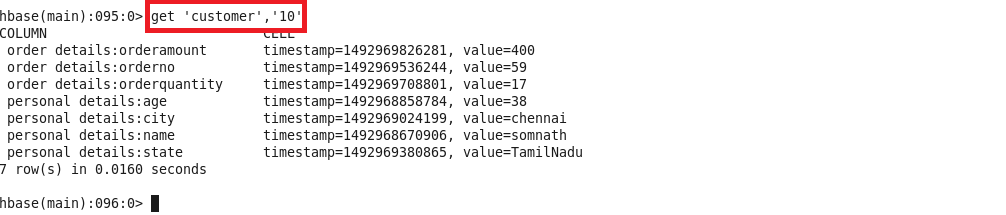 hbase(main):095:0> get 'customer','10'
COLUMN CELL
order details:orderamount timestamp=1492969826281, value=400
order details:orderno timestamp=1492969536244, value=59
order details:orderquantity timestamp=1492969708801, value=17
personal details:age timestamp=1492968858784, value=38
personal details:city timestamp=1492969024199, value=chennai
personal details:name timestamp=1492968670906, value=somnath
personal details:state timestamp=1492969380865, value=TamilNadu
7 row(s) in 0.0160 seconds
hbase(main):096:0>